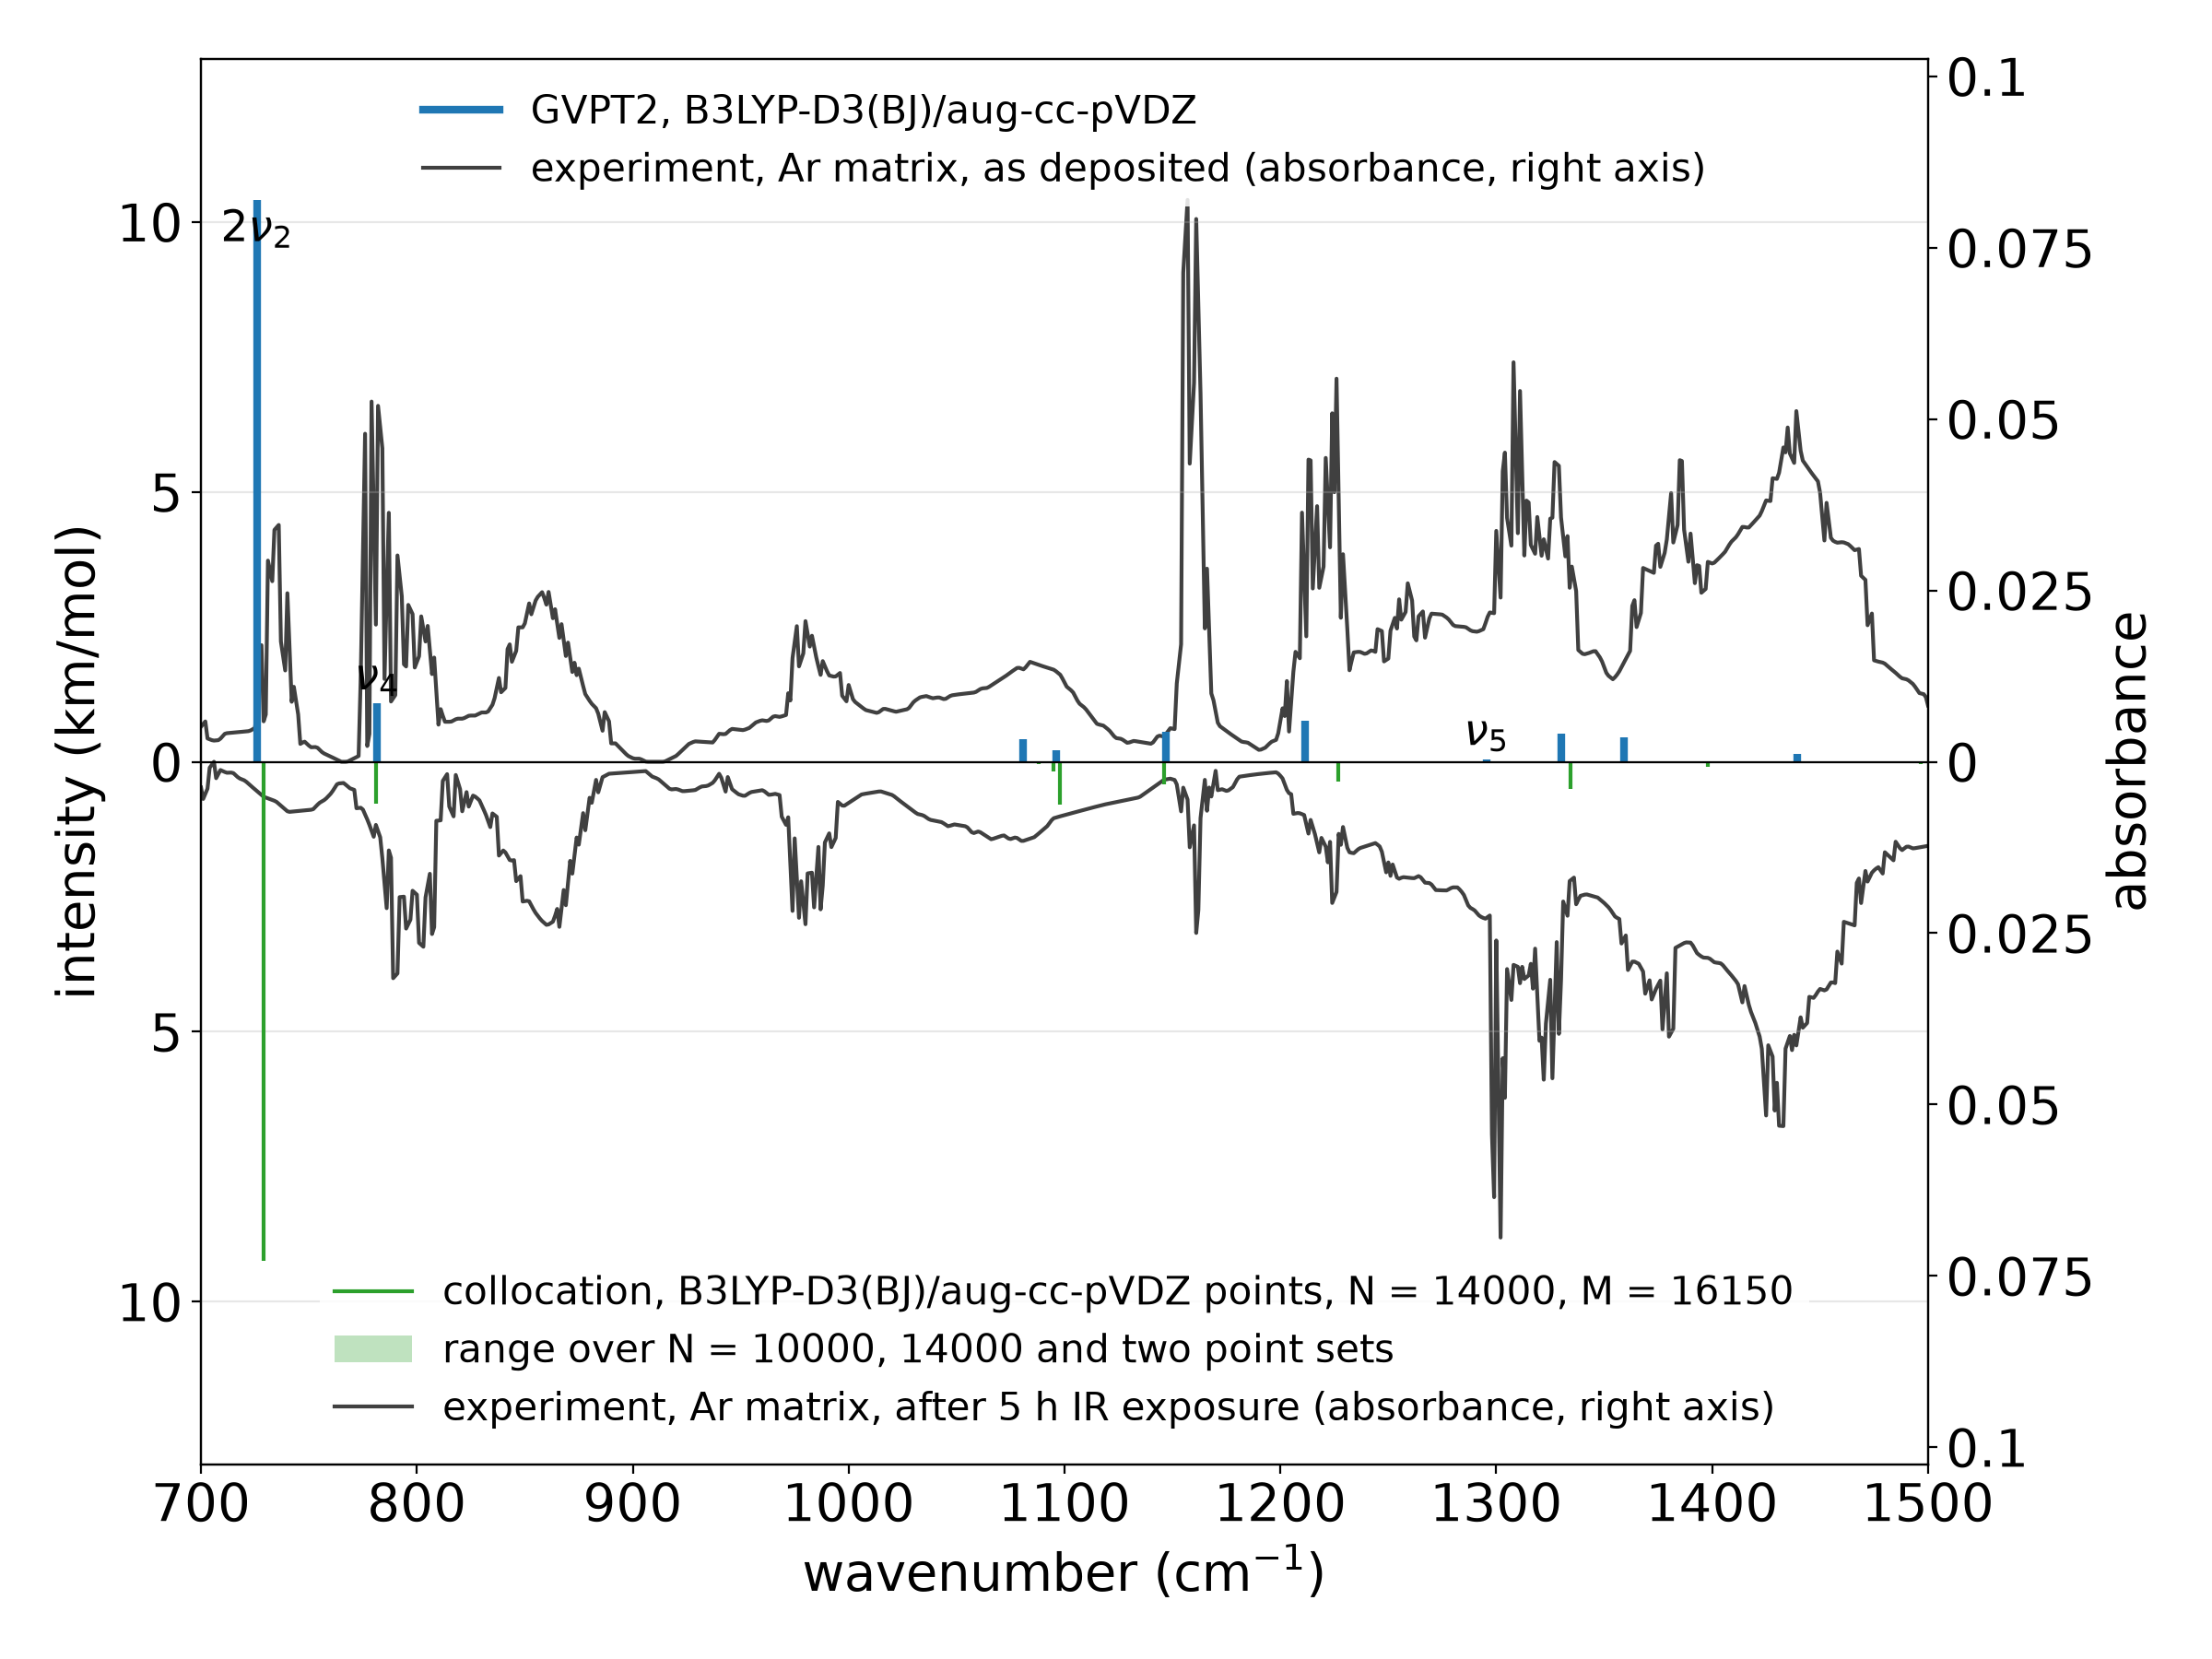 GVPT2, B3LYP-D3(BJ)/aug-cc-pVDZ
experiment, Ar matrix, as deposited (absorbance, right axis)
2ν₂
ν₄
ν₅
intensity (km/mol)
10
5
0
5
10
0.1
0.075
0.05
0.025
0
0.025
0.05
0.075
0.1
absorbance
collocation, B3LYP-D3(BJ)/aug-cc-pVDZ points, N = 14000, M = 16150
range over N = 10000, 14000 and two point sets
experiment, Ar matrix, after 5 h IR exposure (absorbance, right axis)
700 800 900 1000 1100 1200 1300 1400 1500
wavenumber (cm⁻¹)